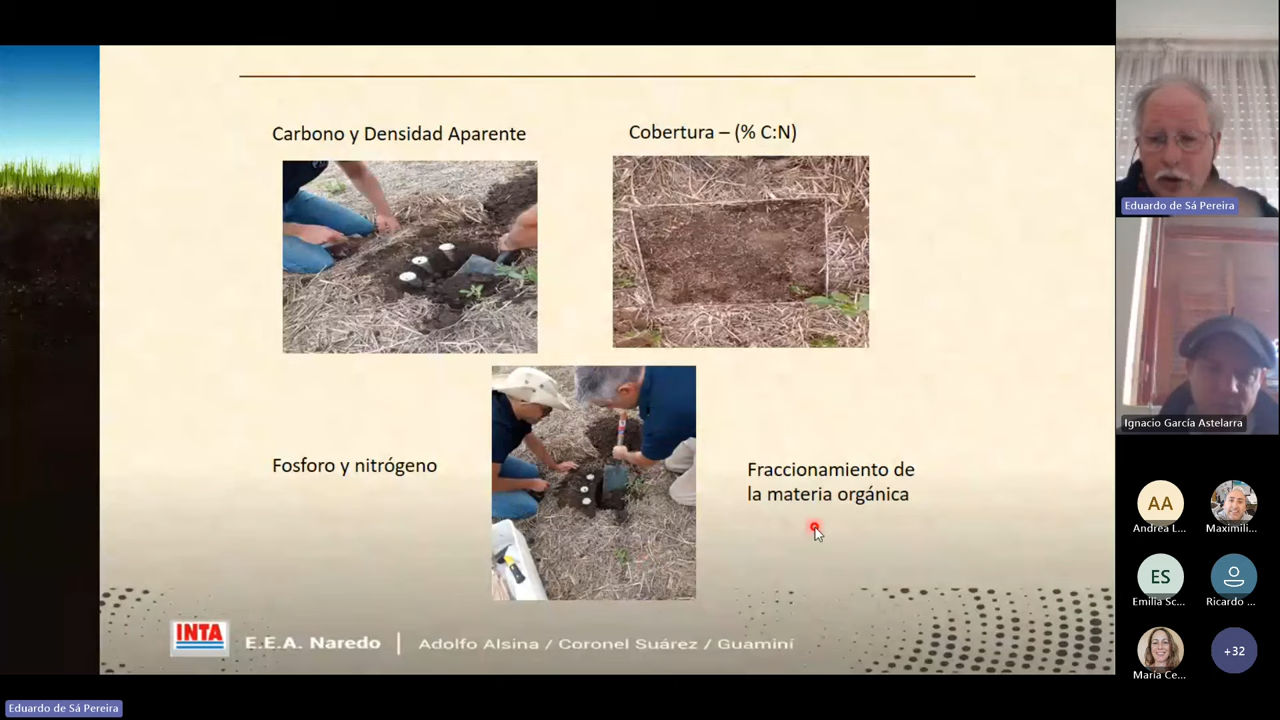 Carbono y Densidad Aparente
Cobertura – (% C:N)
Fosforo y nitrógeno
Fraccionamiento de
la materia orgánica
INTA
E.E.A. Naredo | Adolfo Alsina / Coronel Suárez / Guaminí
Eduardo de Sá Pereira
Ignacio García Astelarra
AA
Andrea L...
Maximili...
ES
Emilia Sc...
Ricardo ...
María Ce...
+32
Eduardo de Sá Pereira